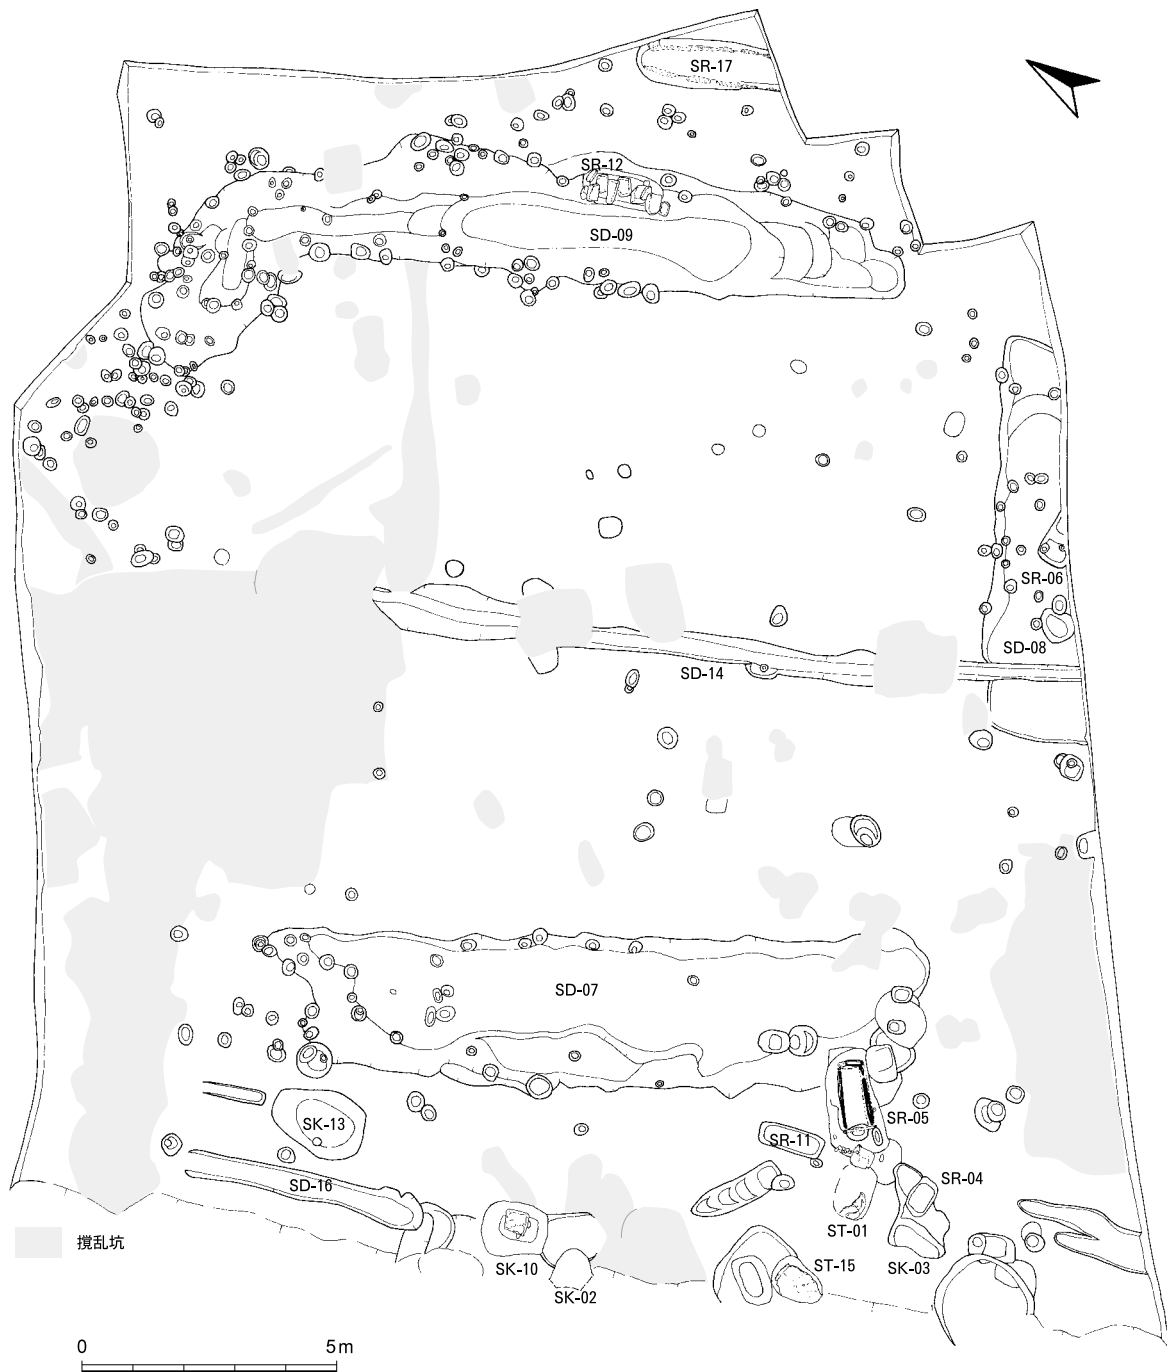 SR-17
SR-12
SD-09
SR-06
SD-08
SD-14
SD-07
SR-05
SK-13
SR-11
SR-04
SD-16
ST-01
撹乱坑
SK-10
ST-15
SK-03
SK-02
0 5m